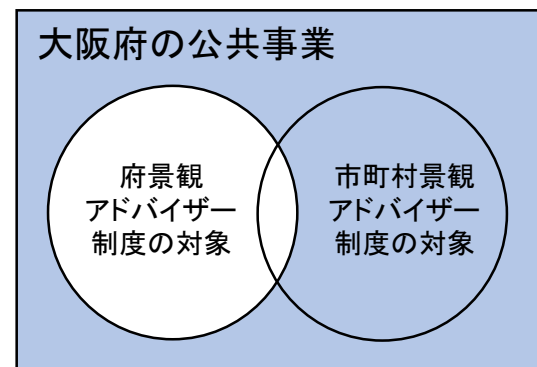 大阪府の公共事業
府景観
アドバイザー
制度の対象
市町村景観
アドバイザー
制度の対象